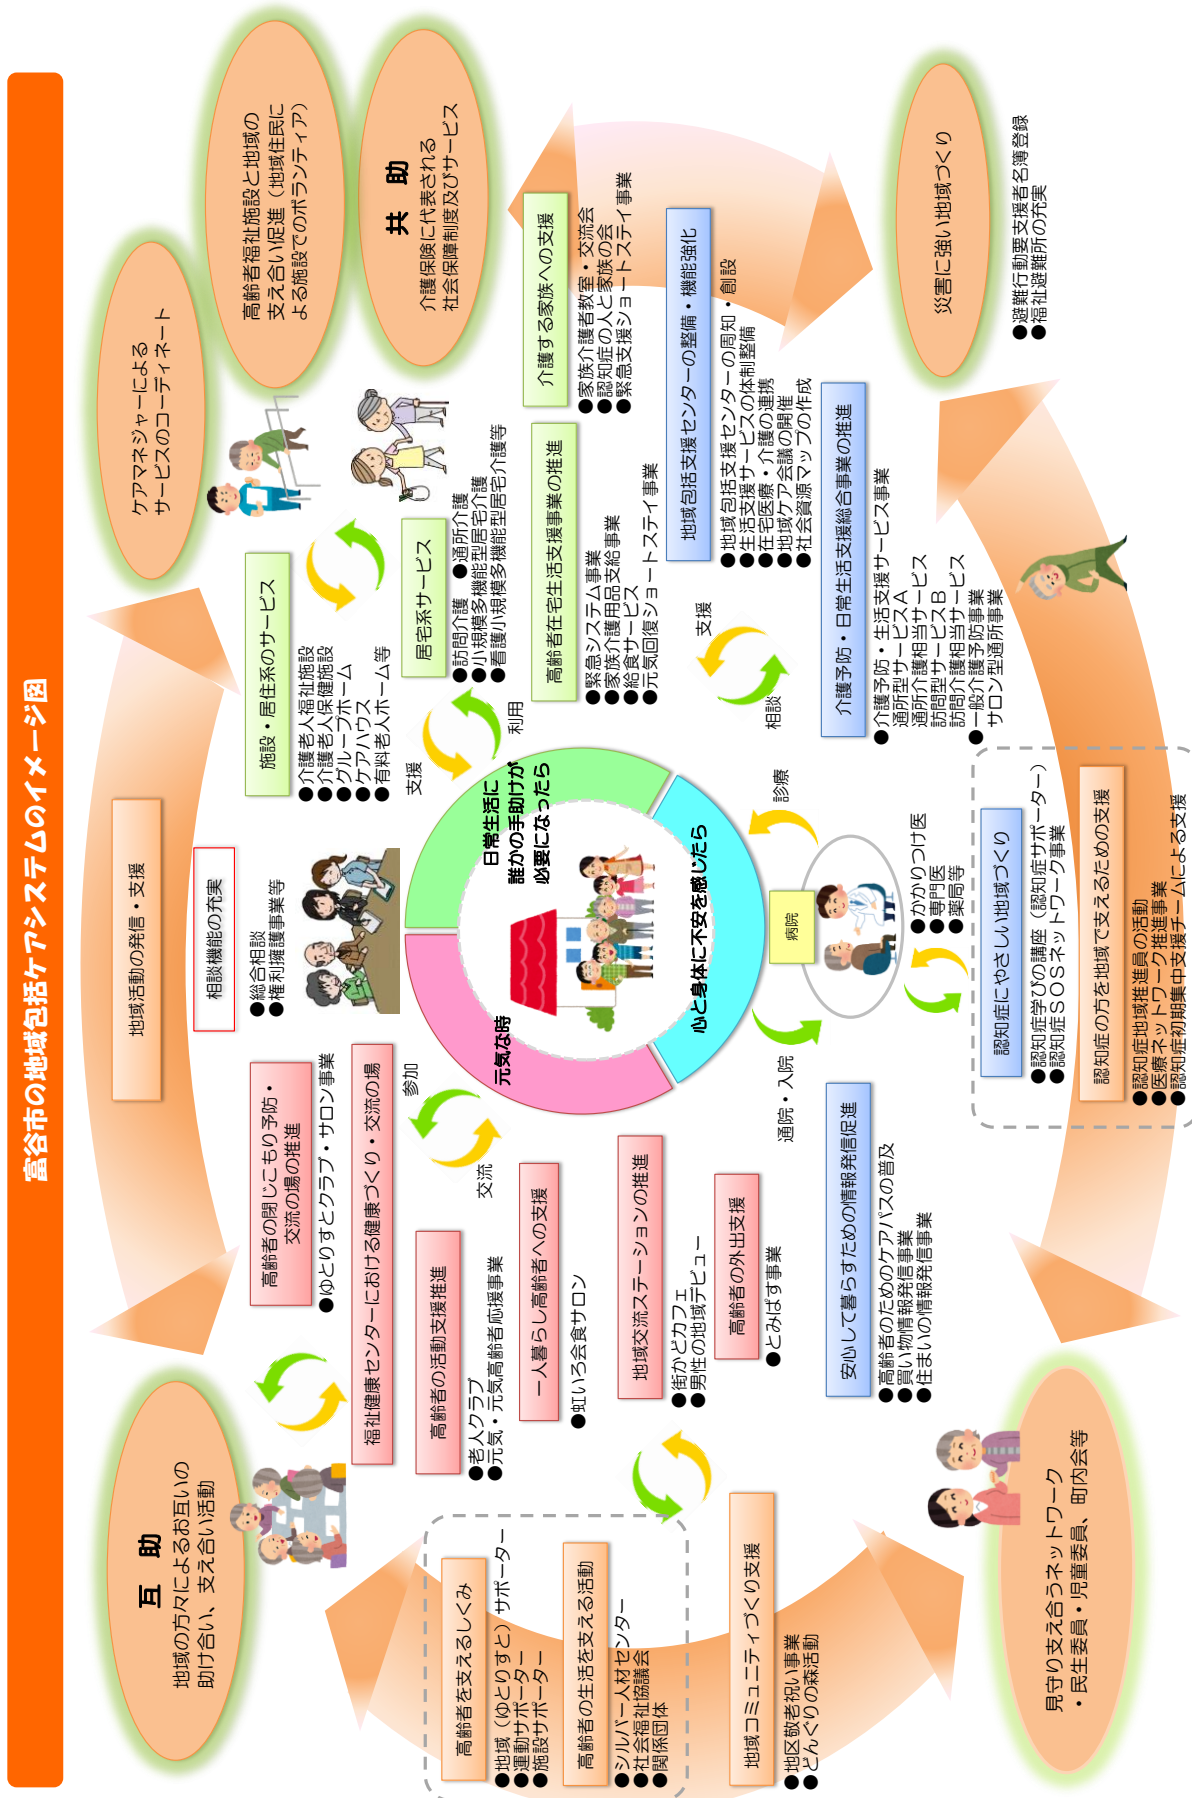 富谷市の地域包括ケアシステムのイメージ図
互 助
地域の方々によるお互いの
助け合い、支え合い活動
地域活動の発信・支援
ケアマネジャーによる
サービスのコーディネート
高齢者福祉施設と地域の
支え合い促進（地域住民に
よる施設でのボランティア）
共 助
介護保険に代表される
社会保障制度及びサービス
相談機能の充実
●総合相談
●権利擁護事業等
高齢者の閉じこもり予防・
交流の場の推進
●ゆとりすとクラブ・サロン事業
福祉健康センターにおける健康づくり・交流の場
高齢者の活動支援推進
●老人クラブ
●元気・元気高齢者応援事業
一人暮らし高齢者への支援
●虹いろ会食サロン
地域交流ステーションの推進
●街かどカフェ
●男性の地域デビュー
高齢者の外出支援
●とみぱす事業
参加
交流
施設・居住系のサービス
●介護老人福祉施設
●介護老人保健施設
●グループホーム
●ケアハウス
●有料老人ホーム等
居宅系サービス
●訪問介護　●通所介護
●小規模多機能型居宅介護
●看護小規模多機能型居宅介護等
支援
利用
高齢者在宅生活支援事業の推進
●緊急システム事業
●家族介護用品支給事業
●給食サービス
●元気回復ショートステイ事業
介護する家族への支援
●家族介護者教室・交流会
●認知症の人と家族の会
●緊急支援ショートステイ事業
元気な時
日常生活に
誰かの手助けが
必要になったら
心と身体に不安を感じたら
高齢者を支えるしくみ
●地域（ゆとりすと）サポーター
●運動サポーター
●施設サポーター
高齢者の生活を支える活動
●シルバー人材センター
●社会福祉協議会
●関係団体
地域コミュニティづくり支援
●地区敬老祝い事業
●どんぐりの森活動
地域包括支援センターの整備・機能強化
●地域包括支援センターの周知・創設
●生活支援サービスの体制整備
●在宅医療・介護の連携
●地域ケア会議の開催
●社会資源マップの作成
支援
相談
介護予防・日常生活支援総合事業の推進
●介護予防・生活支援サービス事業
通所型サービスA
通所介護相当サービス
訪問型サービスB
訪問介護相当サービス
●一般介護予防事業
サロン型通所事業
病院
診療
通院・入院
●かかりつけ医
●専門医
●薬局等
安心して暮らすための情報発信促進
●高齢者のためのケアパスの普及
●買い物情報発信事業
●住まいの情報発信事業
認知症にやさしい地域づくり
●認知症学びの講座（認知症サポーター）
●認知症SOSネットワーク事業
認知症の方を地域で支えるための支援
●認知症地域推進員の活動
●医療ネットワーク推進事業
●認知症初期集中支援チームによる支援
見守り支え合うネットワーク
・民生委員・児童委員、町内会等
災害に強い地域づくり
●避難行動要支援者名簿登録
●福祉避難所の充実